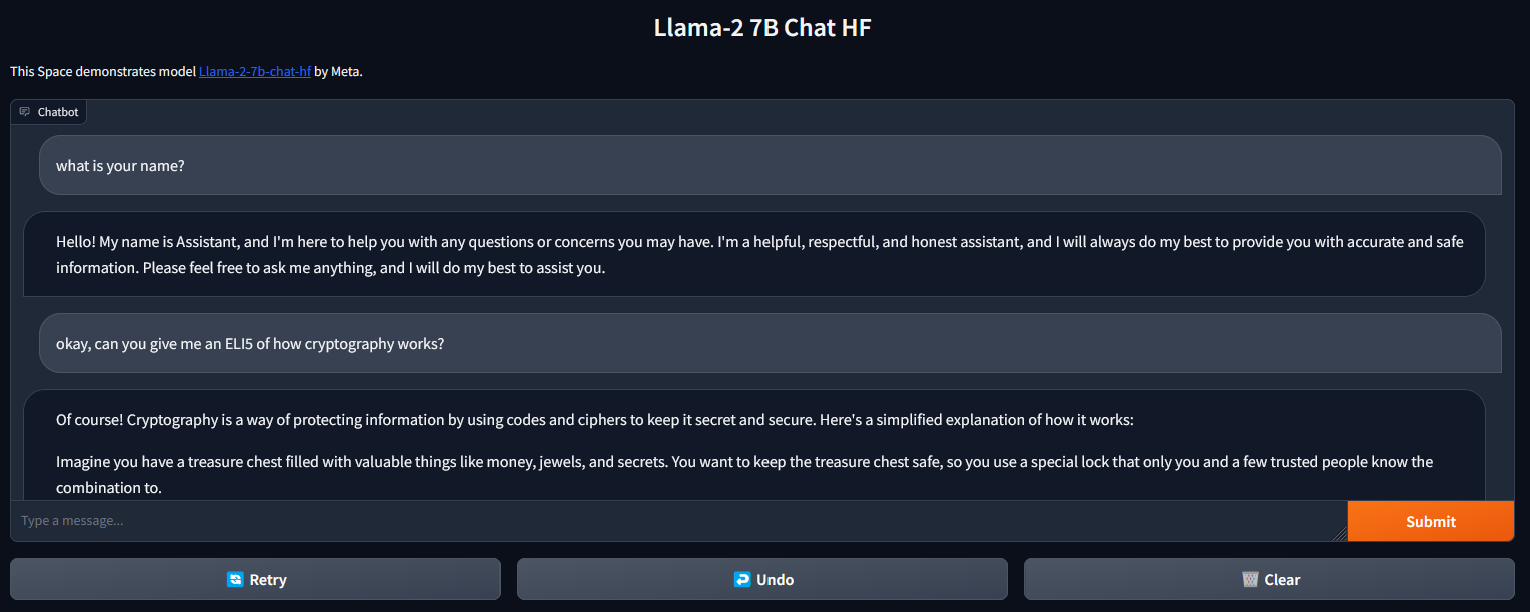 Llama-2 7B Chat HF
This Space demonstrates model Llama-2-7b-chat-hf by Meta.
Chatbot
what is your name?
Hello! My name is Assistant, and I'm here to help you with any questions or concerns you may have. I'm a helpful, respectful, and honest assistant, and I will always do my best to provide you with accurate and safe
information. Please feel free to ask me anything, and I will do my best to assist you.
okay, can you give me an ELI5 of how cryptography works?
Of course! Cryptography is a way of protecting information by using codes and ciphers to keep it secret and secure. Here's a simplified explanation of how it works:
Imagine you have a treasure chest filled with valuable things like money, jewels, and secrets. You want to keep the treasure chest safe, so you use a special lock that only you and a few trusted people know the
combination to.
Type a message...
Submit
Retry
Undo
Clear